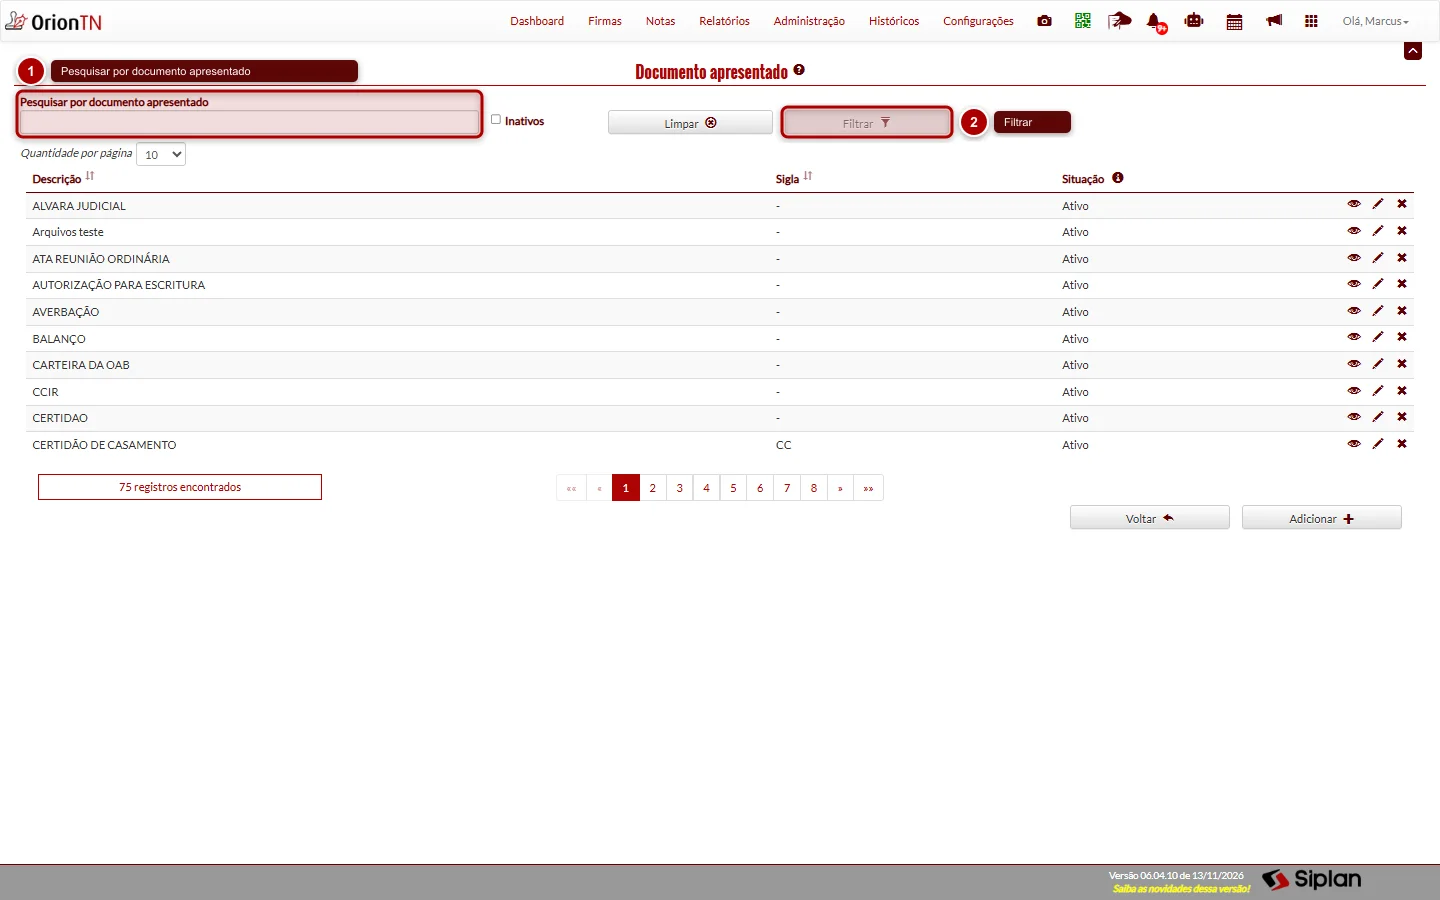 OrionTN
Dashboard Firmas Notas Relatórios Administração Históricos Configurações 9+ Olá, Marcus
1 Pesquisar por documento apresentado
Documento apresentado ?
Pesquisar por documento apresentado
Inativos
Limpar
Filtrar
2 Filtrar
Quantidade por página 10
Descrição Sigla Situação
ALVARA JUDICIAL - Ativo
Arquivos teste - Ativo
ATA REUNIÃO ORDINÁRIA - Ativo
AUTORIZAÇÃO PARA ESCRITURA - Ativo
AVERBAÇÃO - Ativo
BALANÇO - Ativo
CARTEIRA DA OAB - Ativo
CCIR - Ativo
CERTIDAO - Ativo
CERTIDÃO DE CASAMENTO CC Ativo
75 registros encontrados
«« « 1 2 3 4 5 6 7 8 » »»
Voltar Adicionar
Versão 06.04.10 de 13/11/2026
Saiba as novidades dessa versão!
Siplan